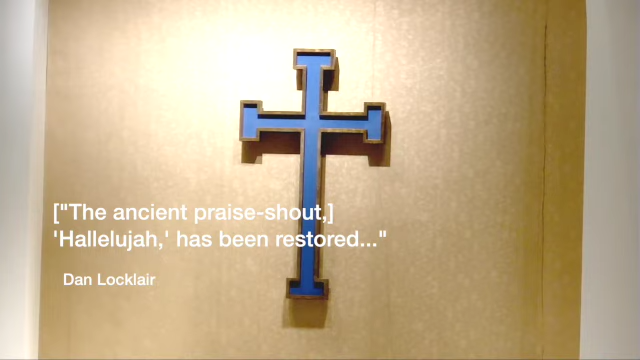 ["The ancient praise-shout,]
'Hallelujah,' has been restored..."
Dan Locklair